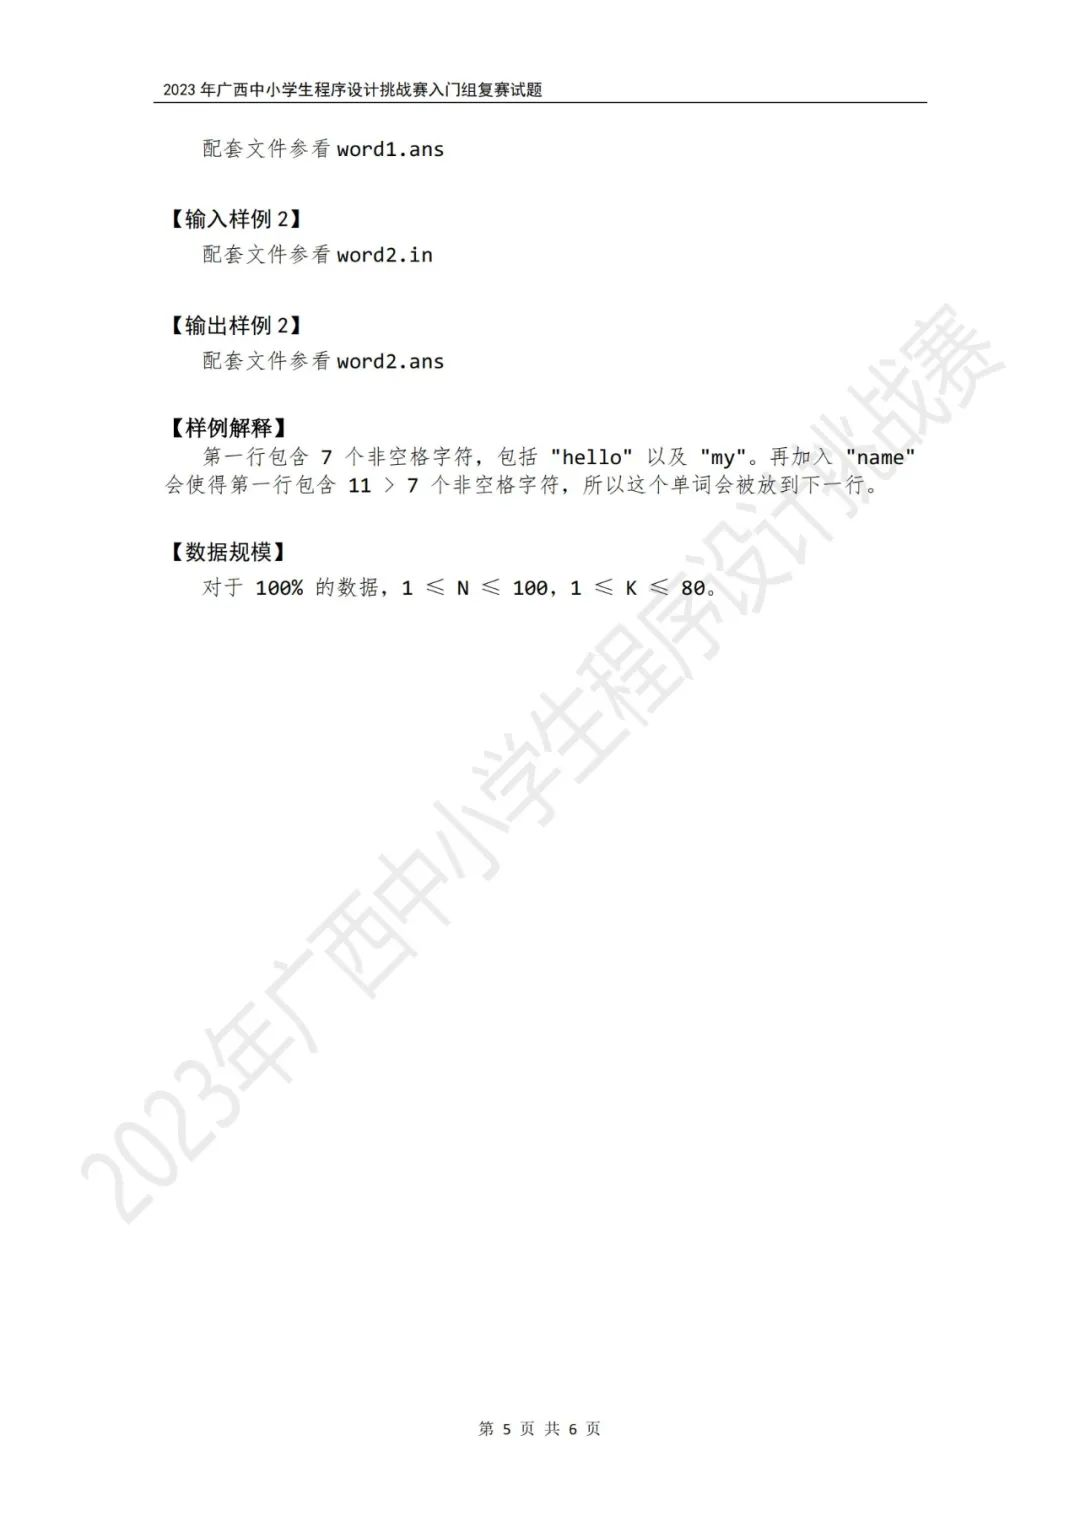 2023 年广西中小学生程序设计挑战赛入门组复赛试题
配套文件参看 word1.ans
【输入样例 2】
配套文件参看 word2.in
【输出样例 2】
配套文件参看 word2.ans
【样例解释】
第一行包含 7 个非空格字符，包括 "hello" 以及 "my"。再加入 "name"
会使得第一行包含 11 > 7 个非空格字符，所以这个单词会被放到下一行。
【数据规模】
对于 100% 的数据，1 ≤ N ≤ 100，1 ≤ K ≤ 80。
2023年广西中小学生程序设计挑战赛
第 5 页 共 6 页